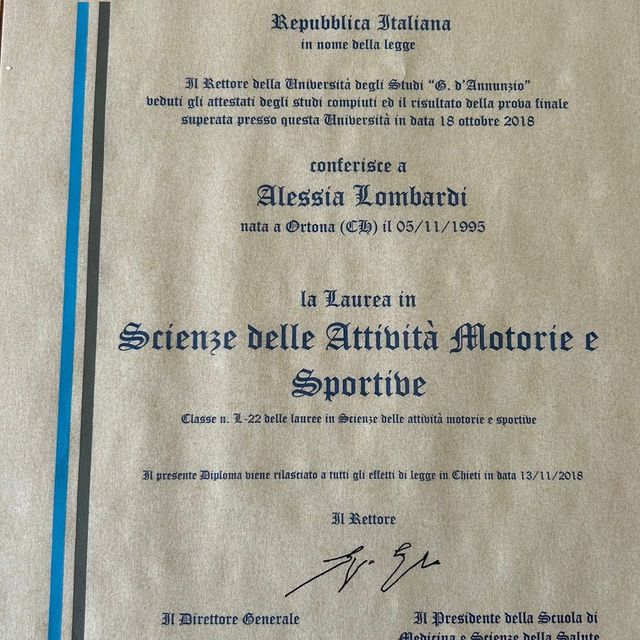 Repubblica Italiana
in nome della legge
Il Rettore della Università degli Studi "G. d'Annunzio"
veduti gli attestati degli studi compiuti ed il risultato della prova finale
superata presso questa Università in data 18 ottobre 2018
conferisce a
Alessia Lombardi
nata a Ortona (CH) il 05/11/1995
la Laurea in
Scienze delle Attività Motorie e
Sportive
Classe n. L-22 delle lauree in Scienze delle attività motorie e sportive
Il presente Diploma viene rilasciato a tutti gli effetti di legge in Chieti in data 13/11/2018
Il Rettore
Il Direttore Generale
Il Presidente della Scuola di
Medicina e Scienze della Salute